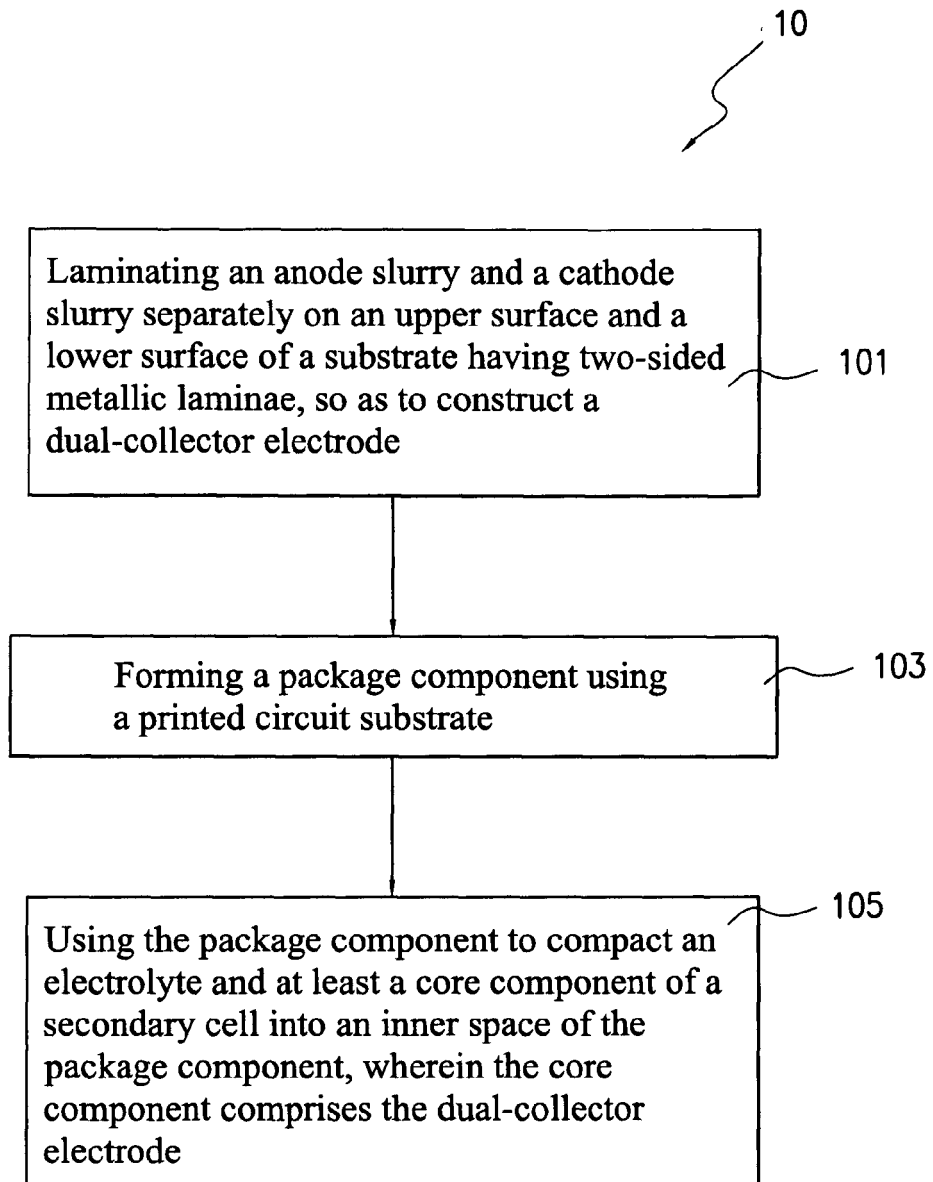 10
Laminating an anode slurry and a cathode
slurry separately on an upper surface and a
lower surface of a substrate having two-sided
metallic laminae, so as to construct a
dual-collector electrode
101
Forming a package component using
a printed circuit substrate
103
Using the package component to compact an
electrolyte and at least a core component of a
secondary cell into an inner space of the
package component, wherein the core
component comprises the dual-collector
electrode
105